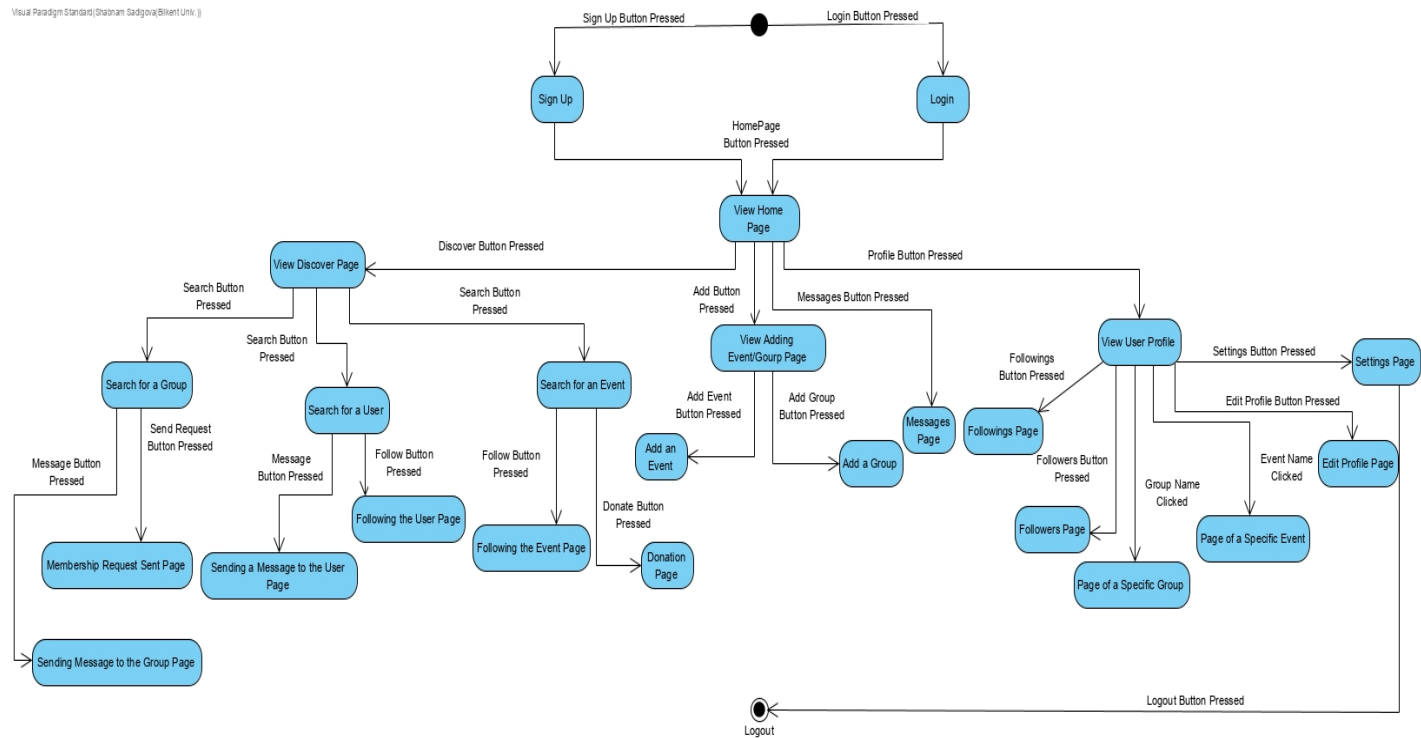 Visual Paradigm Standard(Shabnam Sadigova(Bilkent Univ.))
Sign Up Button Pressed
Login Button Pressed
Sign Up
Login
HomePage
Button Pressed
View Home
Page
Discover Button Pressed
Profile Button Pressed
View Discover Page
Search Button
Pressed
Search Button
Pressed
Add Button
Pressed
Messages Button Pressed
Search Button
Pressed
View Adding
Event/Gourp Page
View User Profile
Settings Button Pressed
Settings Page
Followings
Button Pressed
Search for a Group
Search for a User
Search for an Event
Add Event
Button Pressed
Add Group
Button Pressed
Edit Profile Button Pressed
Messages
Page
Followings Page
Send Request
Button Pressed
Message Button
Pressed
Message
Button Pressed
Follow Button
Pressed
Follow Button
Pressed
Add an
Event
Add a Group
Followers Button
Pressed
Event Name
Clicked
Edit Profile Page
Group Name
Clicked
Donate Button
Pressed
Following the User Page
Followers Page
Page of a Specific Event
Following the Event Page
Donation
Page
Membership Request Sent Page
Sending a Message to the User
Page
Page of a Specific Group
Sending Message to the Group Page
Logout Button Pressed
Logout